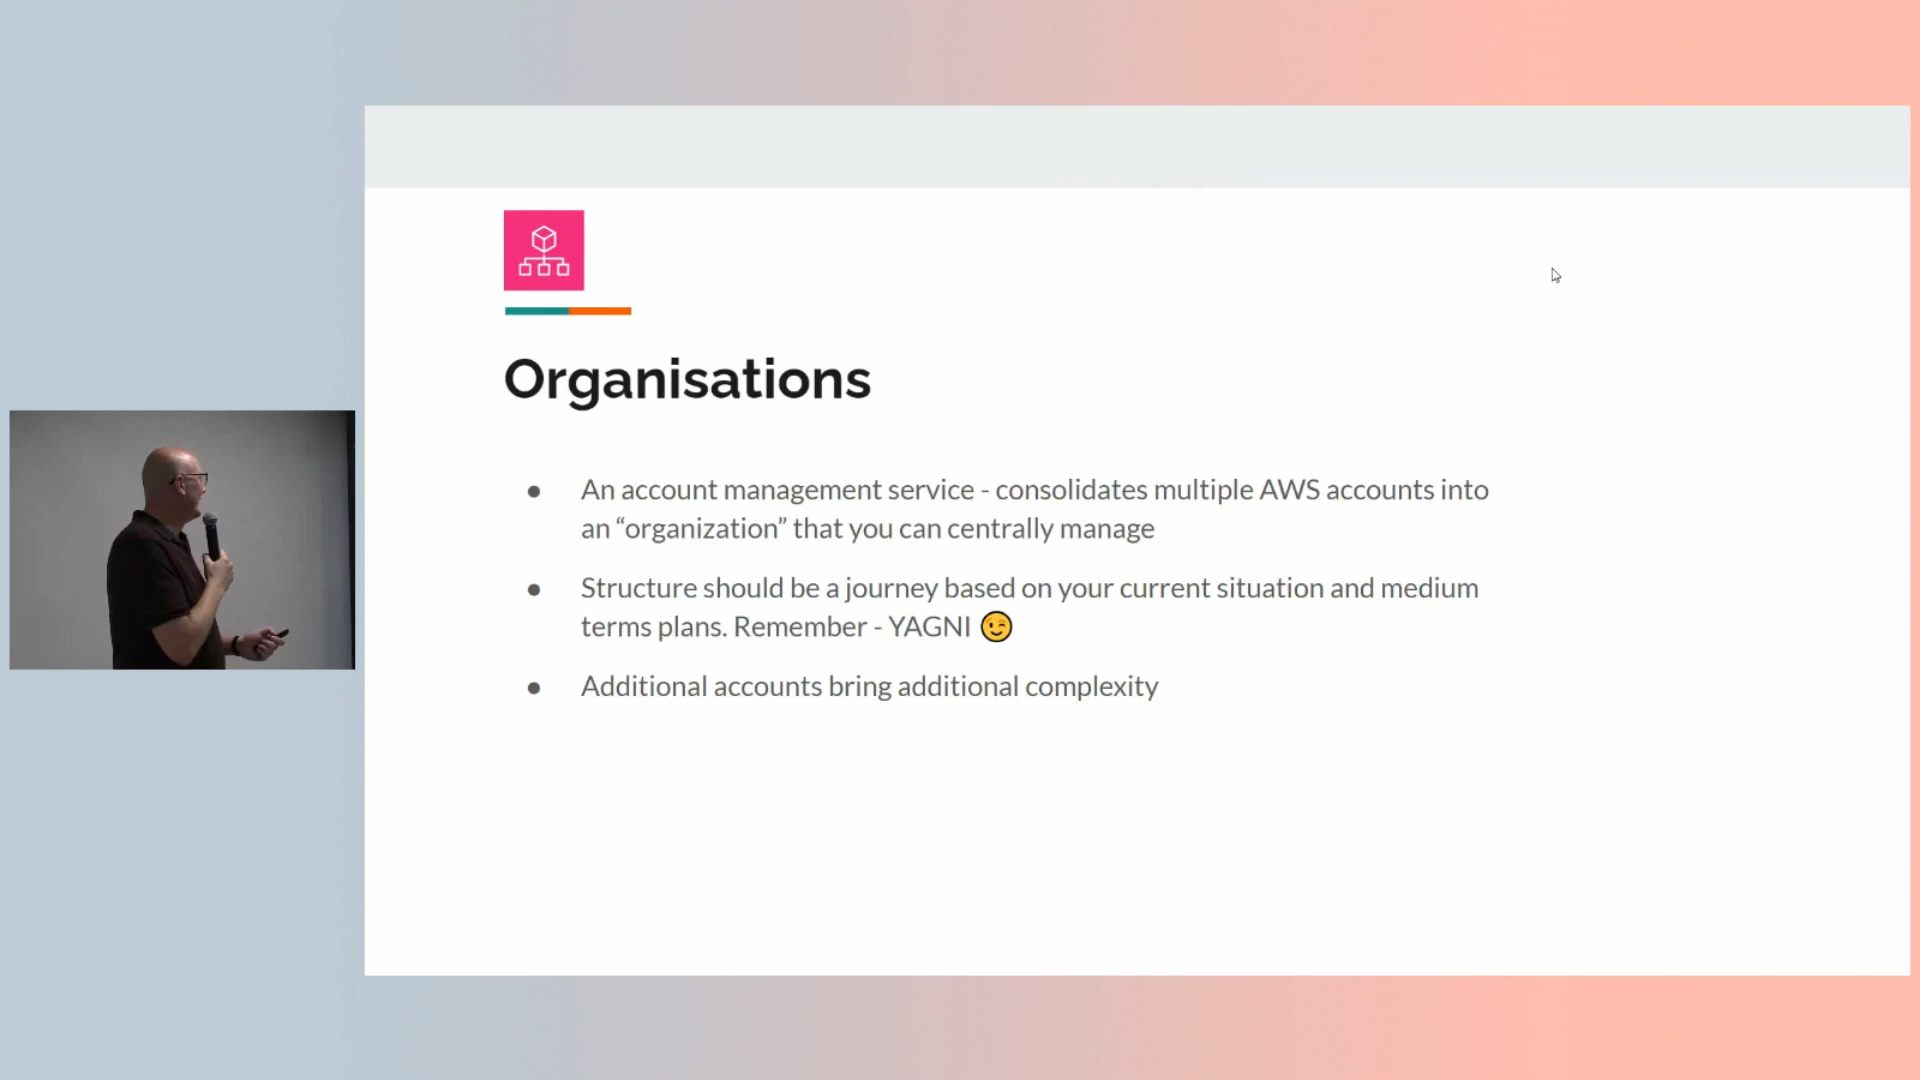 Organisations
● An account management service - consolidates multiple AWS accounts into
an “organization” that you can centrally manage
● Structure should be a journey based on your current situation and medium
terms plans. Remember - YAGNI 😉
● Additional accounts bring additional complexity